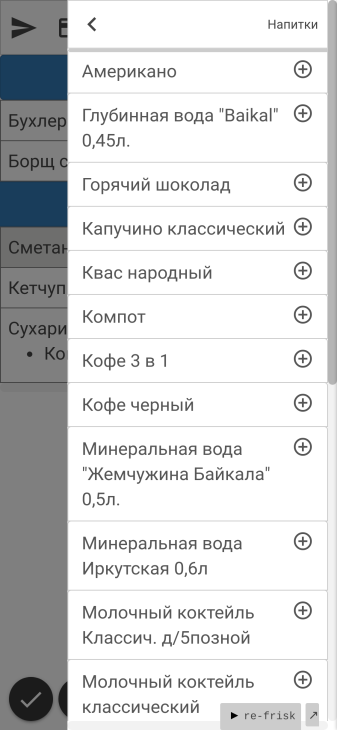 Напитки
Американо
Глубинная вода "Baikal"
0,45л.
Горячий шоколад
Капучино классический
Квас народный
Компот
Кофе 3 в 1
Кофе черный
Минеральная вода
"Жемчужина Байкала"
0,5л.
Минеральная вода
Иркутская 0,6л
Молочный коктейль
Классич. д/5позной
Молочный коктейль
классический
Бухлер
Борщ с
Сметан
Кетчуп
Сухари
• Ко
▶ re-frisk ↗